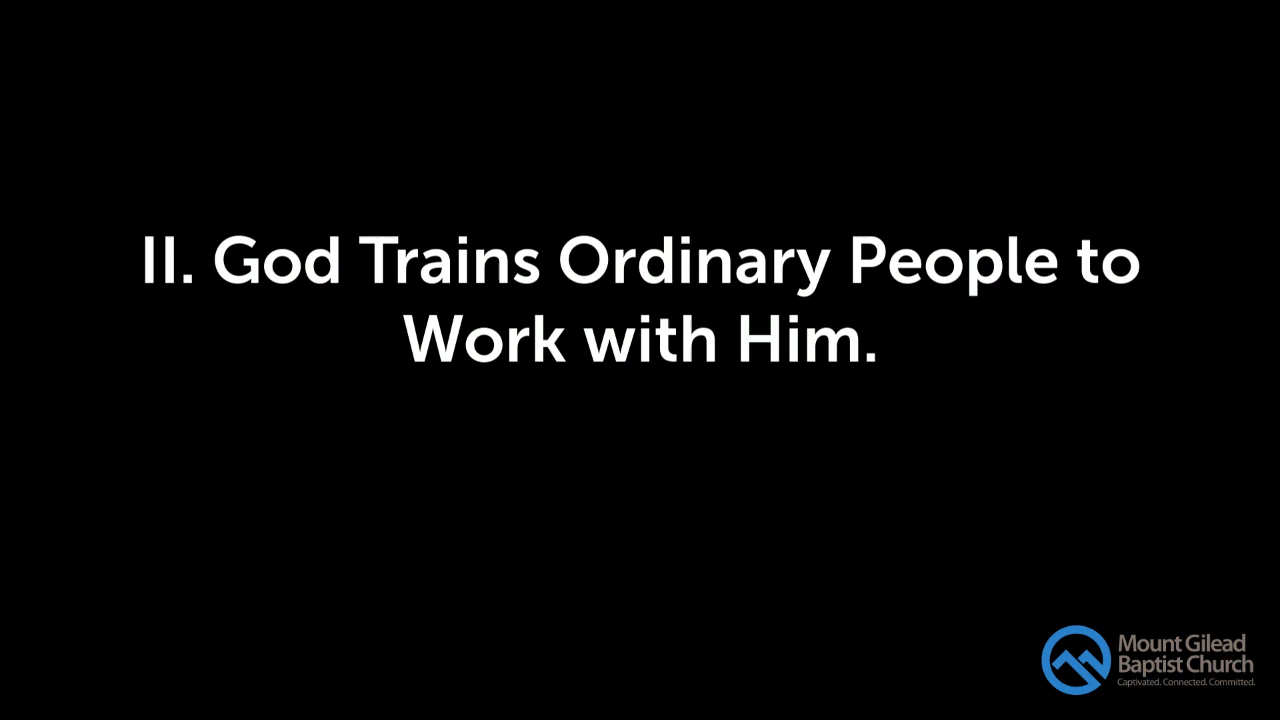 II. God Trains Ordinary People to
Work with Him.
Mount Gilead
Baptist Church
Captivated. Connected. Committed.